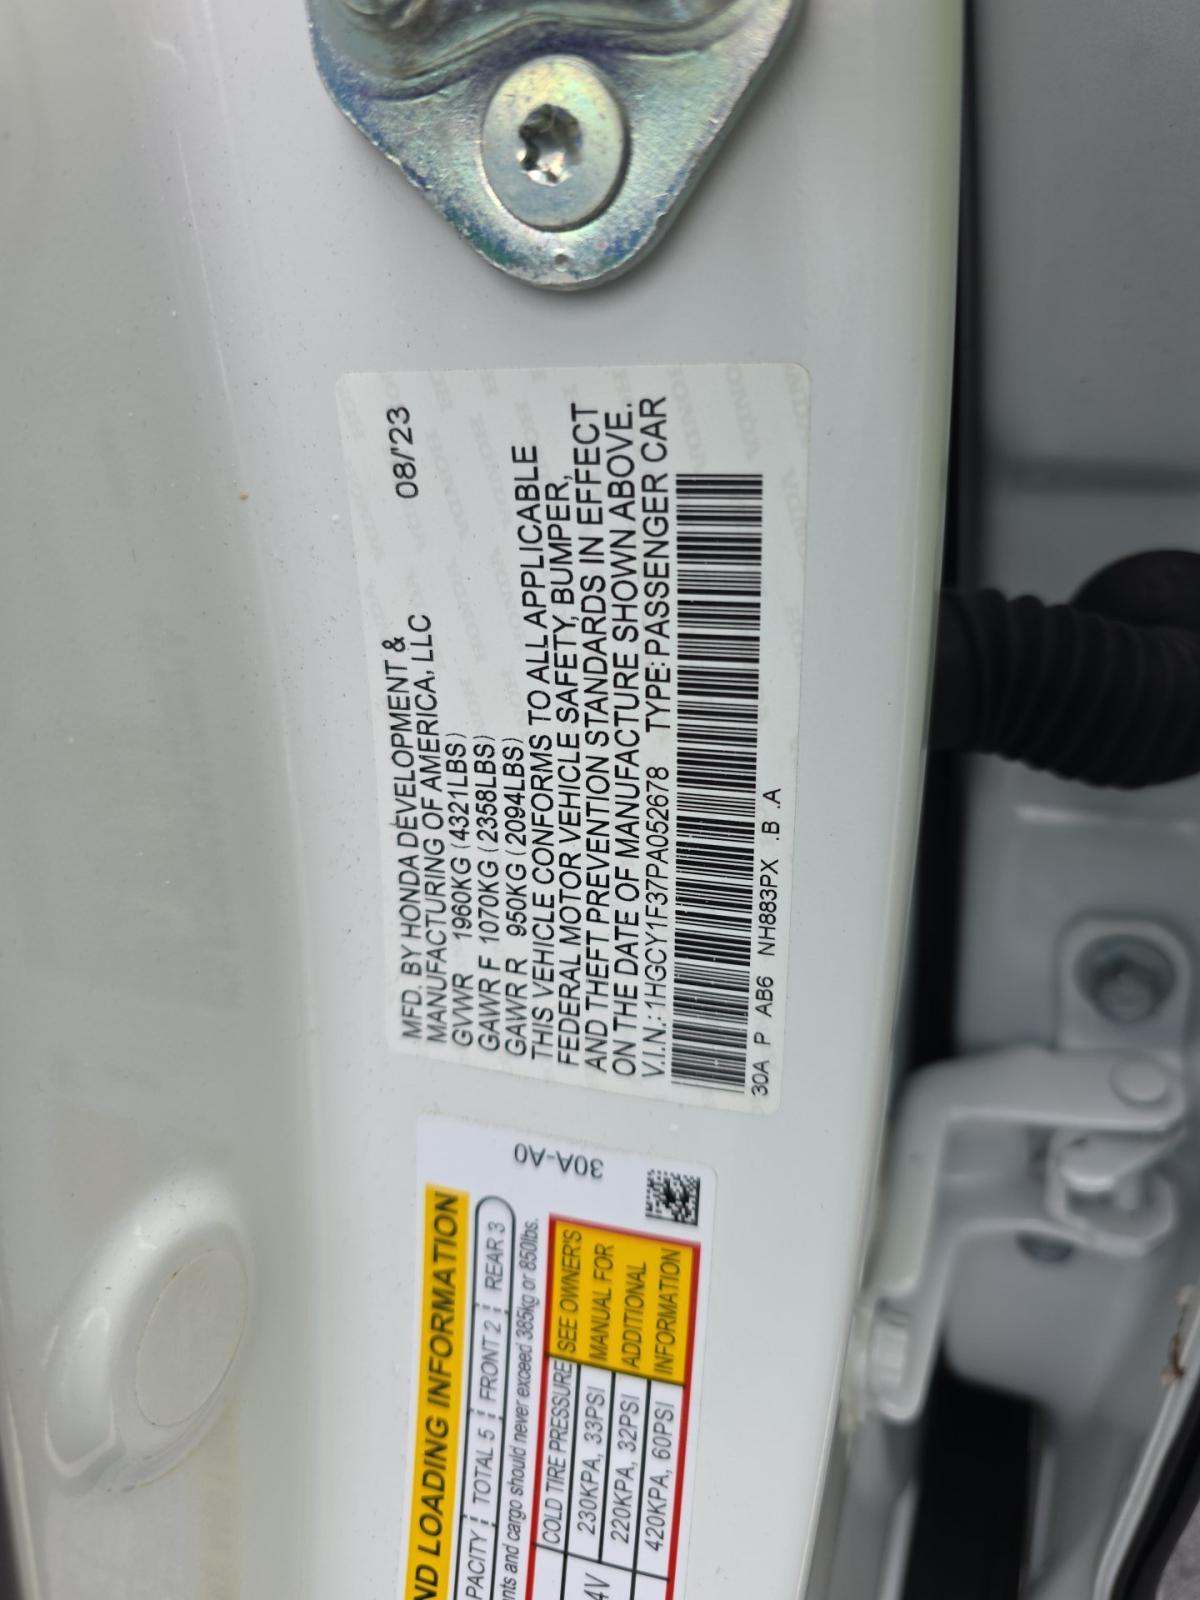 MFD. BY HONDA DEVELOPMENT &
MANUFACTURING OF AMERICA, LLC 08/'23
GVWR 1960KG (4321LBS)
GAWR F 1070KG (2358LBS)
GAWR R 950KG (2094LBS)
THIS VEHICLE CONFORMS TO ALL APPLICABLE
FEDERAL MOTOR VEHICLE SAFETY, BUMPER,
AND THEFT PREVENTION STANDARDS IN EFFECT
ON THE DATE OF MANUFACTURE SHOWN ABOVE.
V.I.N.: 1HGCY1F37PA052678 TYPE: PASSENGER CAR
30A P AB6 NH883PX .B .A
30A-A0
ND LOADING INFORMATION
PACITY TOTAL 5 FRONT 2 REAR 3
nts and cargo should never exceed 385kg or 850lbs.
COLD TIRE PRESSURE
4V 230KPA, 33PSI
220KPA, 32PSI
420KPA, 60PSI
SEE OWNER'S
MANUAL FOR
ADDITIONAL
INFORMATION